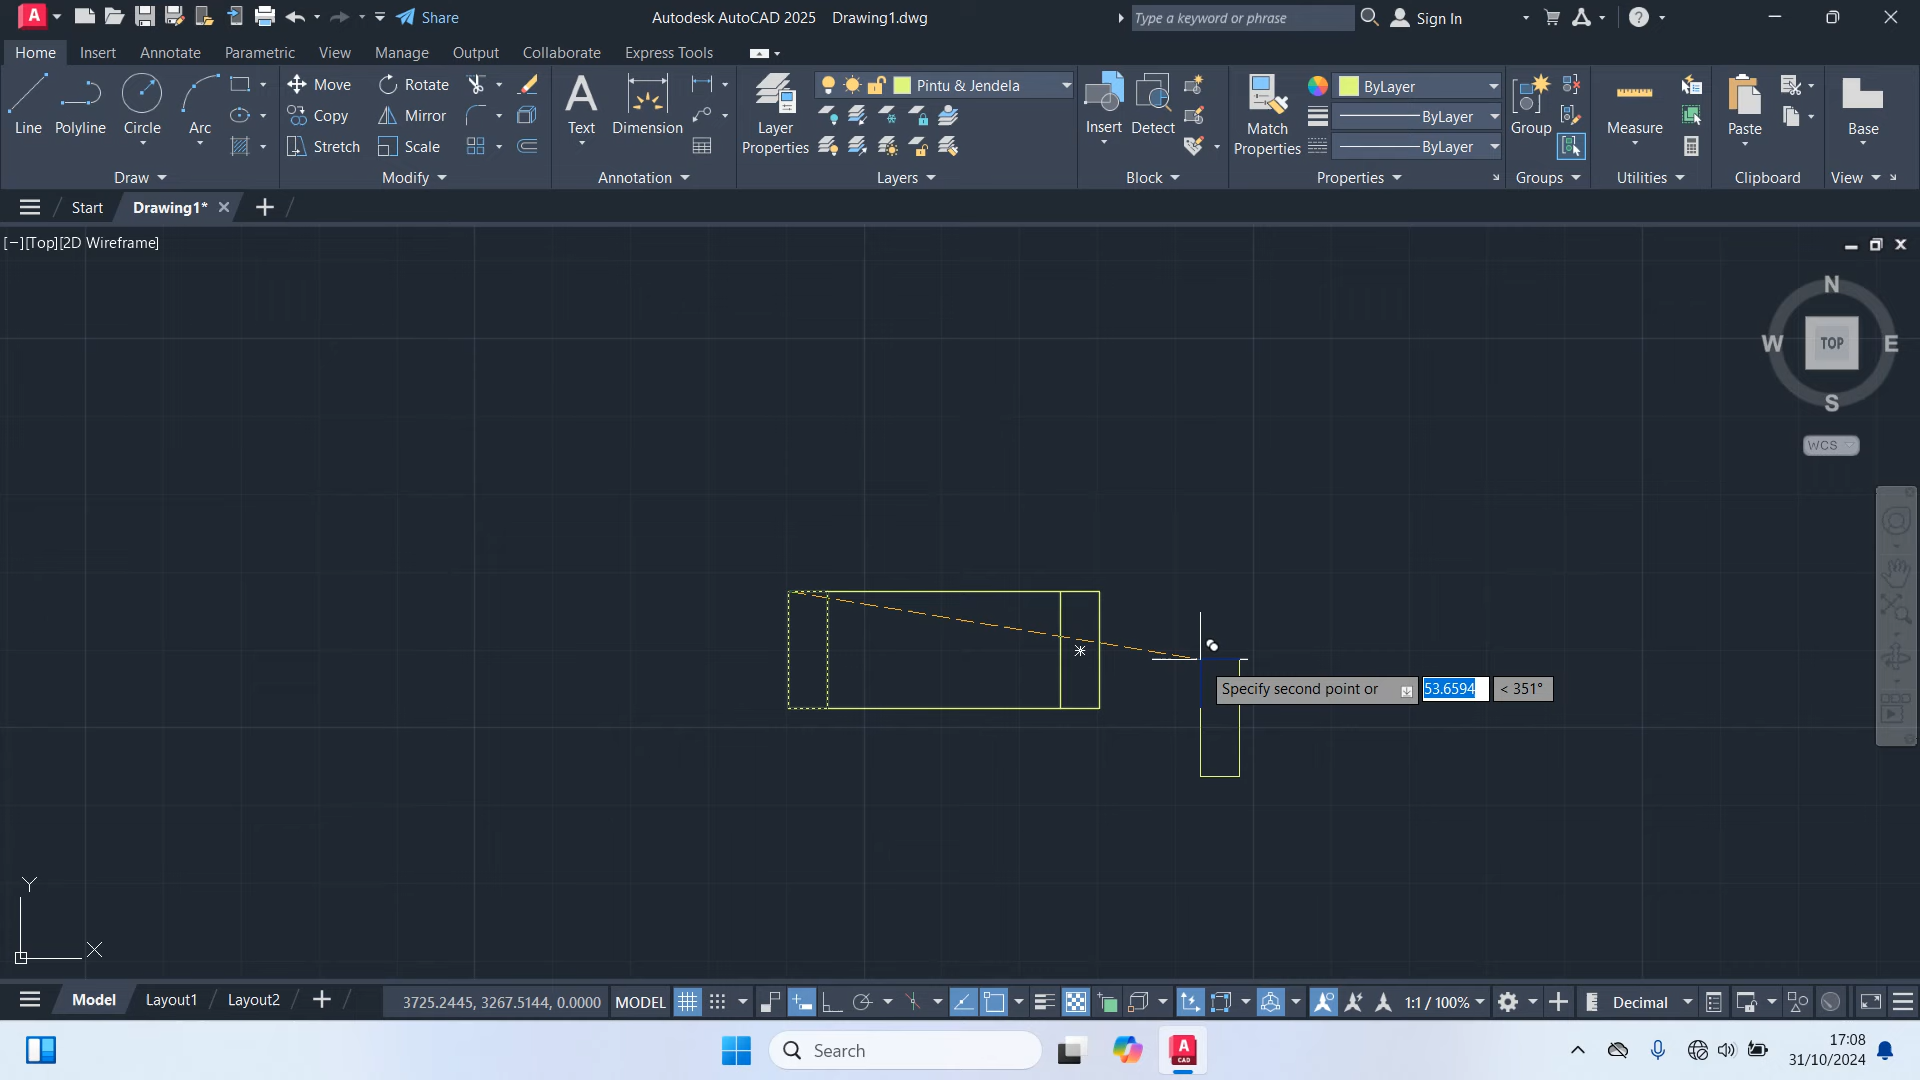 A CAD Share Autodesk AutoCAD 2025 Drawing1.dwg Type a keyword or phrase Sign In
Home Insert Annotate Parametric View Manage Output Collaborate Express Tools
Line Polyline Circle Arc
Move Rotate
Copy Mirror
Stretch Scale
Text Dimension
Layer Properties
Pintu & Jendela
Insert Detect
Match Properties
ByLayer
ByLayer
ByLayer
Group Measure Paste Base
Draw Modify Annotation Layers Block Properties Groups Utilities Clipboard View
Start Drawing1*
[−][Top][2D Wireframe]
N
W TOP E
S
WCS
Specify second point or 53.6594 < 351°
Y
X
Model Layout1 Layout2 3725.2445, 3267.5144, 0.0000 MODEL 1:1 / 100% Decimal
Search
A CAD
17:08
31/10/2024